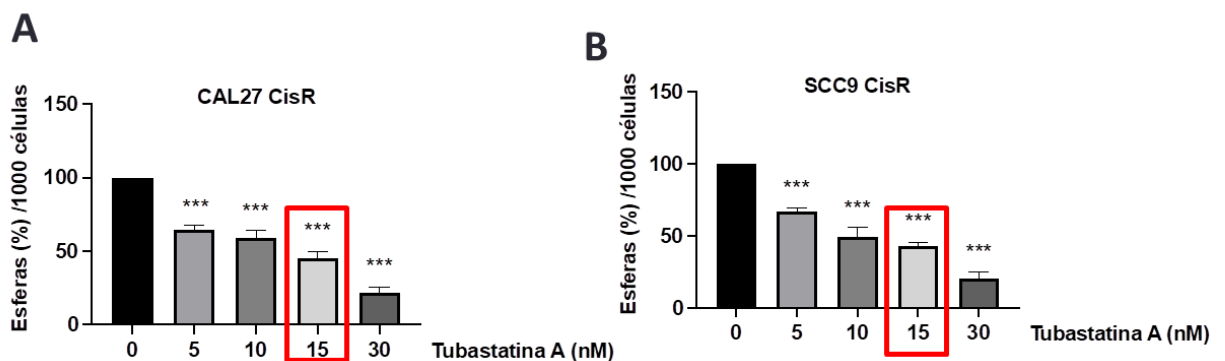 A
CAL27 CisR
Esferas (%) /1000 células
150
100
50
0
***
***
***
***
0 5 10 15 30 Tubastatina A (nM)
B
SCC9 CisR
Esferas (%) /1000 células
150
100
50
0
***
***
***
***
0 5 10 15 30 Tubastatina A (nM)